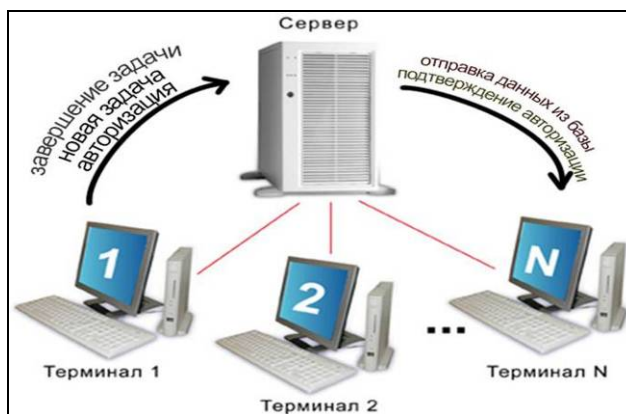 Сервер
завершение задачи
новая задача
авторизация
отправка данных из базы
подтверждение авторизации
1
2
...
N
Терминал 1
Терминал 2
Терминал N